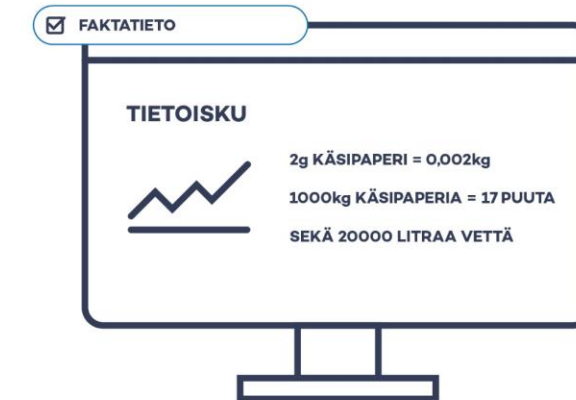 FAKTATIETO
TIETOISKU
2g KÄSIPAPERI = 0,002kg
1000kg KÄSIPAPERIA = 17 PUUTA
SEKÄ 20000 LITRAA VETTÄ